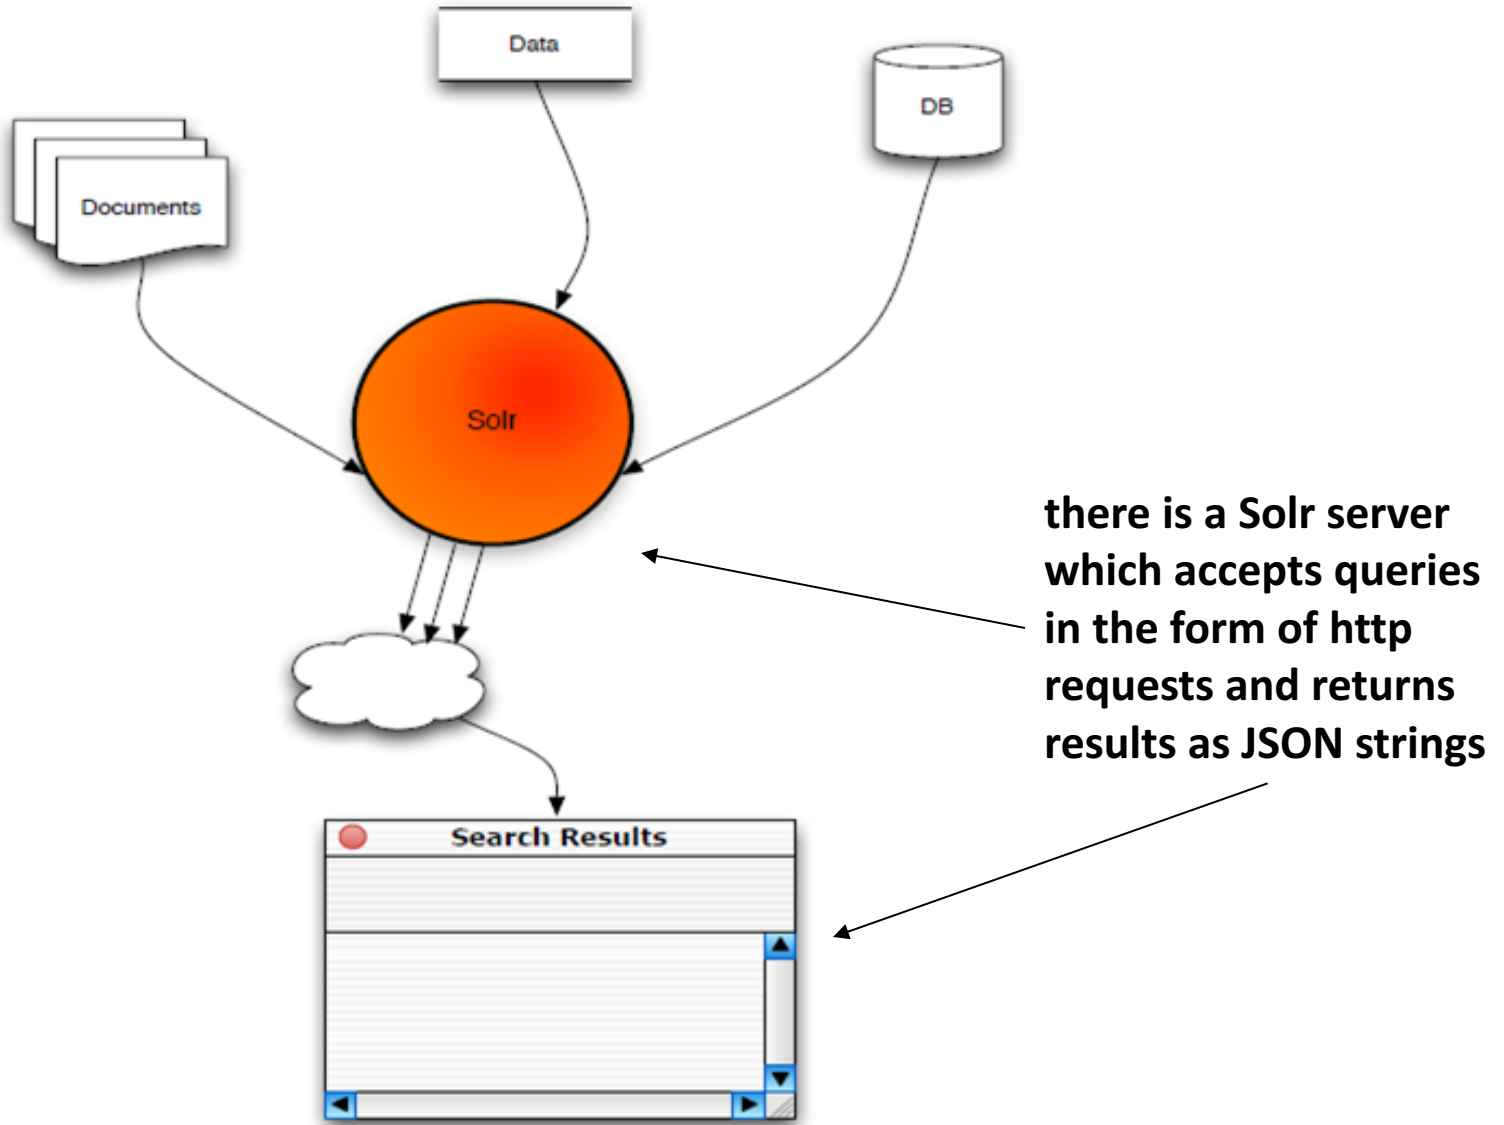 Data
DB
Documents
Solr
there is a Solr server
which accepts queries
in the form of http
requests and returns
results as JSON strings
Search Results